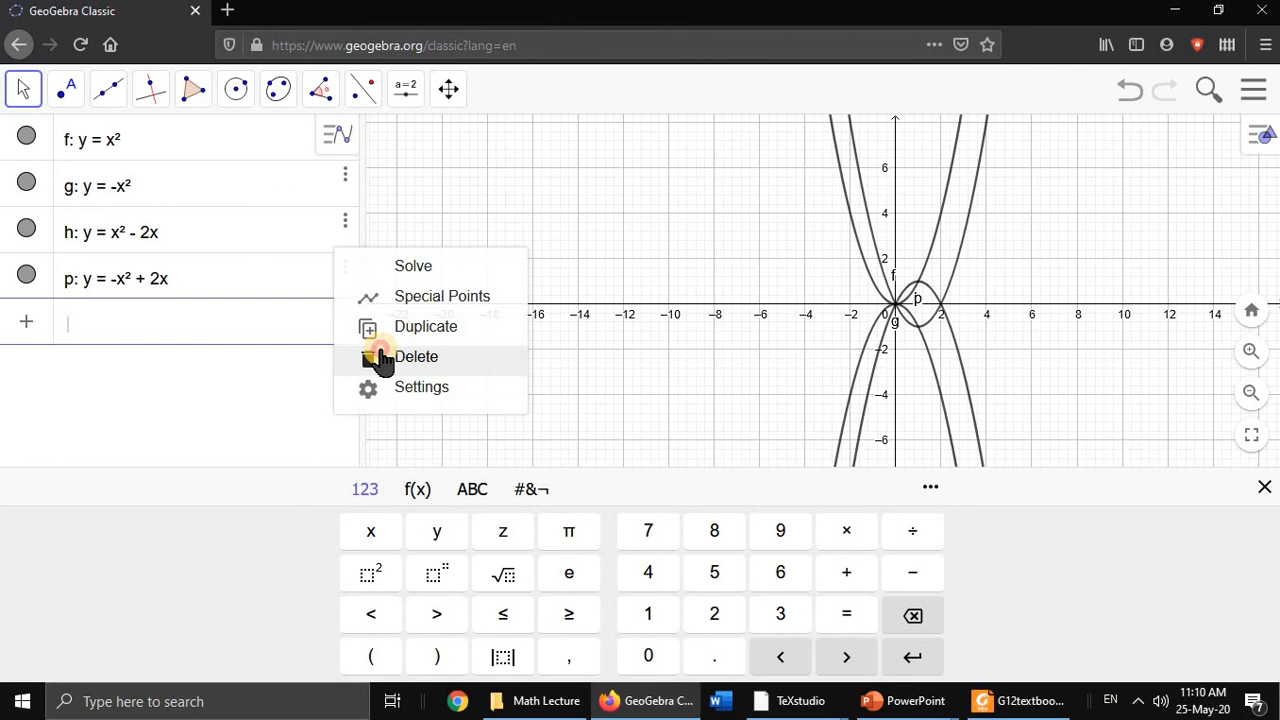 GeoGebra Classic
https://www.geogebra.org/classic?lang=en
a=2
f: y = x²
g: y = -x²
h: y = x² - 2x
p: y = -x² + 2x
Solve
Special Points
Duplicate
Delete
Settings
6
4
2
−2
−4
−6
−16 −14 −12 −10 −8 −6 −4 −2 0 2 4 6 8 10 12 14
f
p
g
123 f(x) ABC #&¬
x y z π 7 8 9 × ÷
2 √ e 4 5 6 + −
< > ≤ ≥ 1 2 3 =
( ) , 0 . < >
Type here to search
Math Lecture
GeoGebra C...
TeXstudio
PowerPoint
G12textboo...
EN
11:10 AM
25-May-20
7